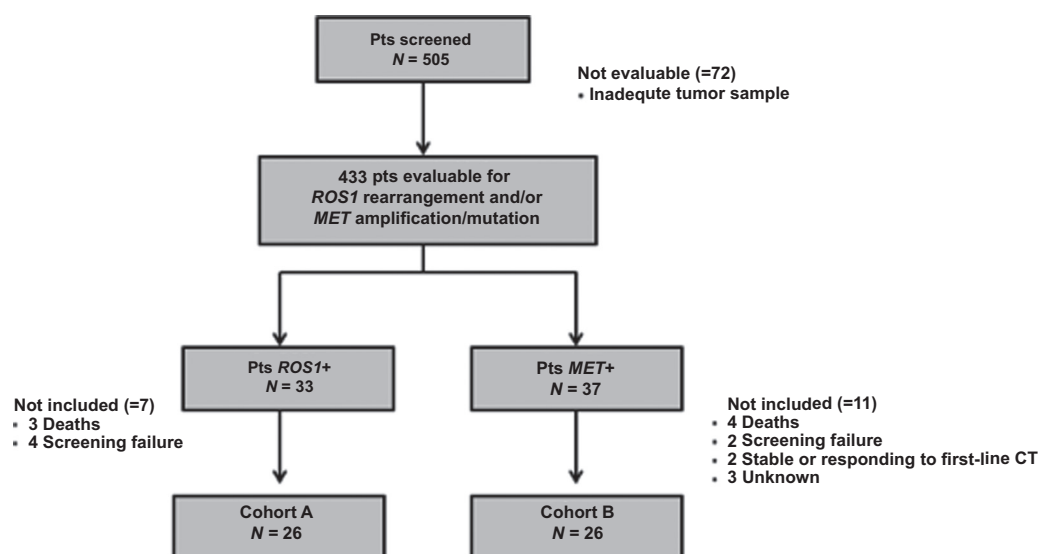 Pts screened
N = 505
Not evaluable (=72)
• Inadequte tumor sample
433 pts evaluable for
ROS1 rearrangement and/or
MET amplification/mutation
Pts ROS1+
N = 33
Pts MET+
N = 37
Not included (=7)
• 3 Deaths
• 4 Screening failure
Not included (=11)
• 4 Deaths
• 2 Screening failure
• 2 Stable or responding to first-line CT
• 3 Unknown
Cohort A
N = 26
Cohort B
N = 26